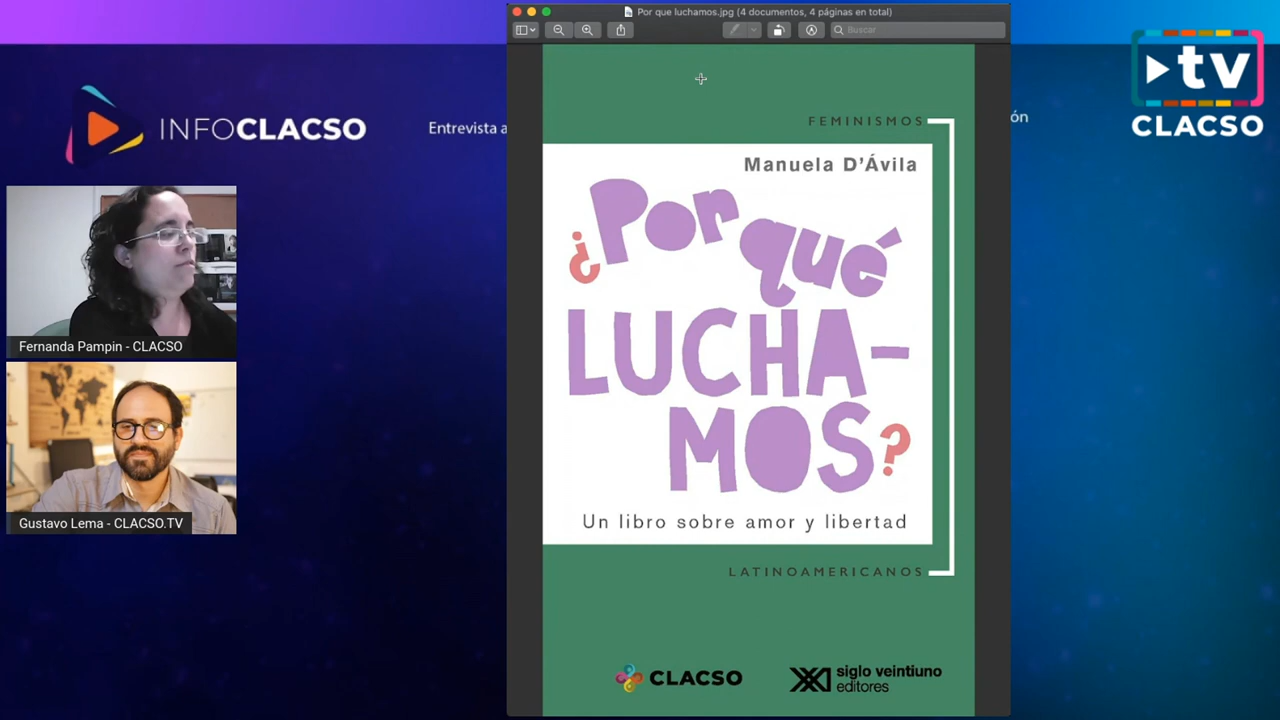 Por que luchamos.jpg (4 documentos, 4 páginas en total)
Buscar
tv
CLACSO
INFOCLACSO
Entrevista a
ón
FEMINISMOS
Manuela D'Ávila
¿Por qué
LUCHA-
MOS?
Un libro sobre amor y libertad
LATINOAMERICANOS
CLACSO
siglo veintiuno
editores
Fernanda Pampin - CLACSO
Gustavo Lema - CLACSO.TV